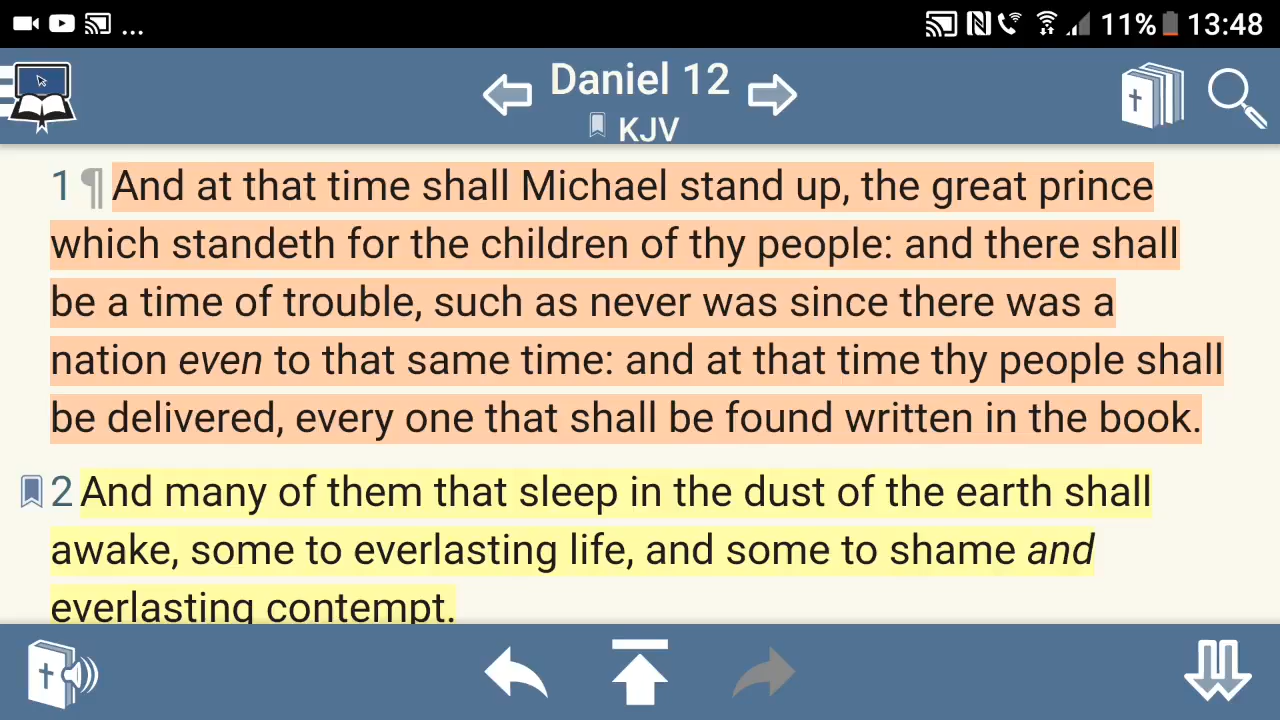 ... 11% 13:48
Daniel 12
KJV
1 ¶ And at that time shall Michael stand up, the great prince
which standeth for the children of thy people: and there shall
be a time of trouble, such as never was since there was a
nation even to that same time: and at that time thy people shall
be delivered, every one that shall be found written in the book.
2 And many of them that sleep in the dust of the earth shall
awake, some to everlasting life, and some to shame and
everlasting contempt.